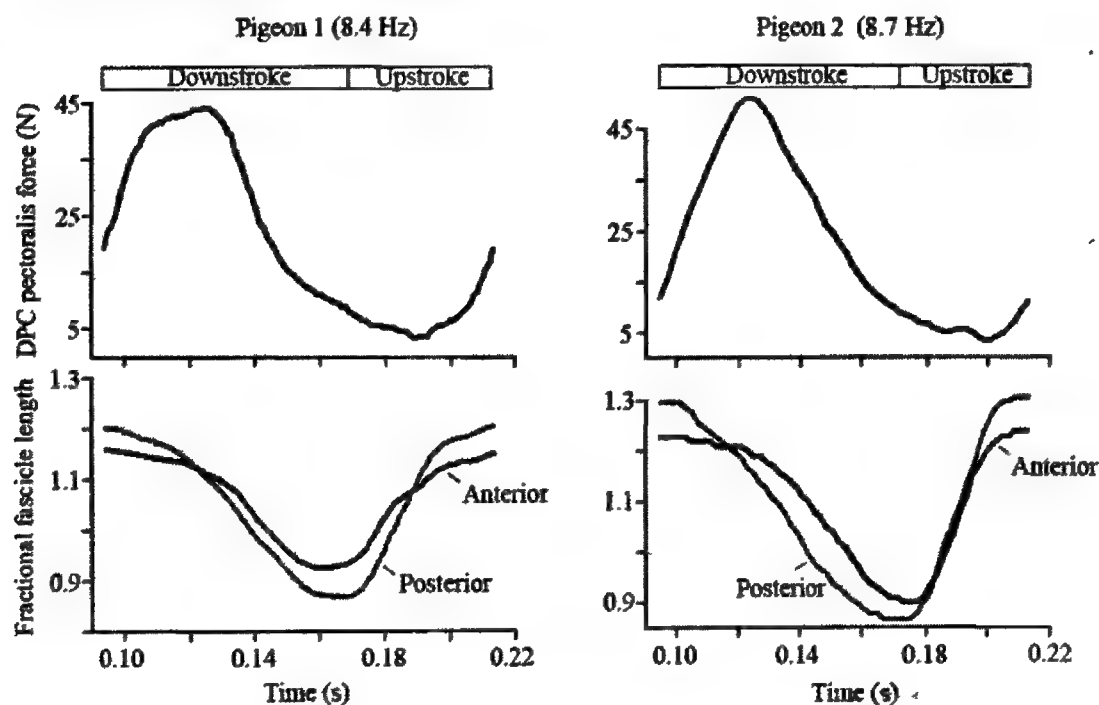 Pigeon 1 (8.4 Hz)
Pigeon 2 (8.7 Hz)
Downstroke Upstroke
Downstroke Upstroke
DPC pectoralis force (N)
45
25
5
45
25
5
Fractional fascicle length
1.3
1.1
0.9
Anterior
Posterior
1.3
1.1
0.9
Anterior
Posterior
0.10 0.14 0.18 0.22
Time (s)
0.10 0.14 0.18 0.22
Time (s)